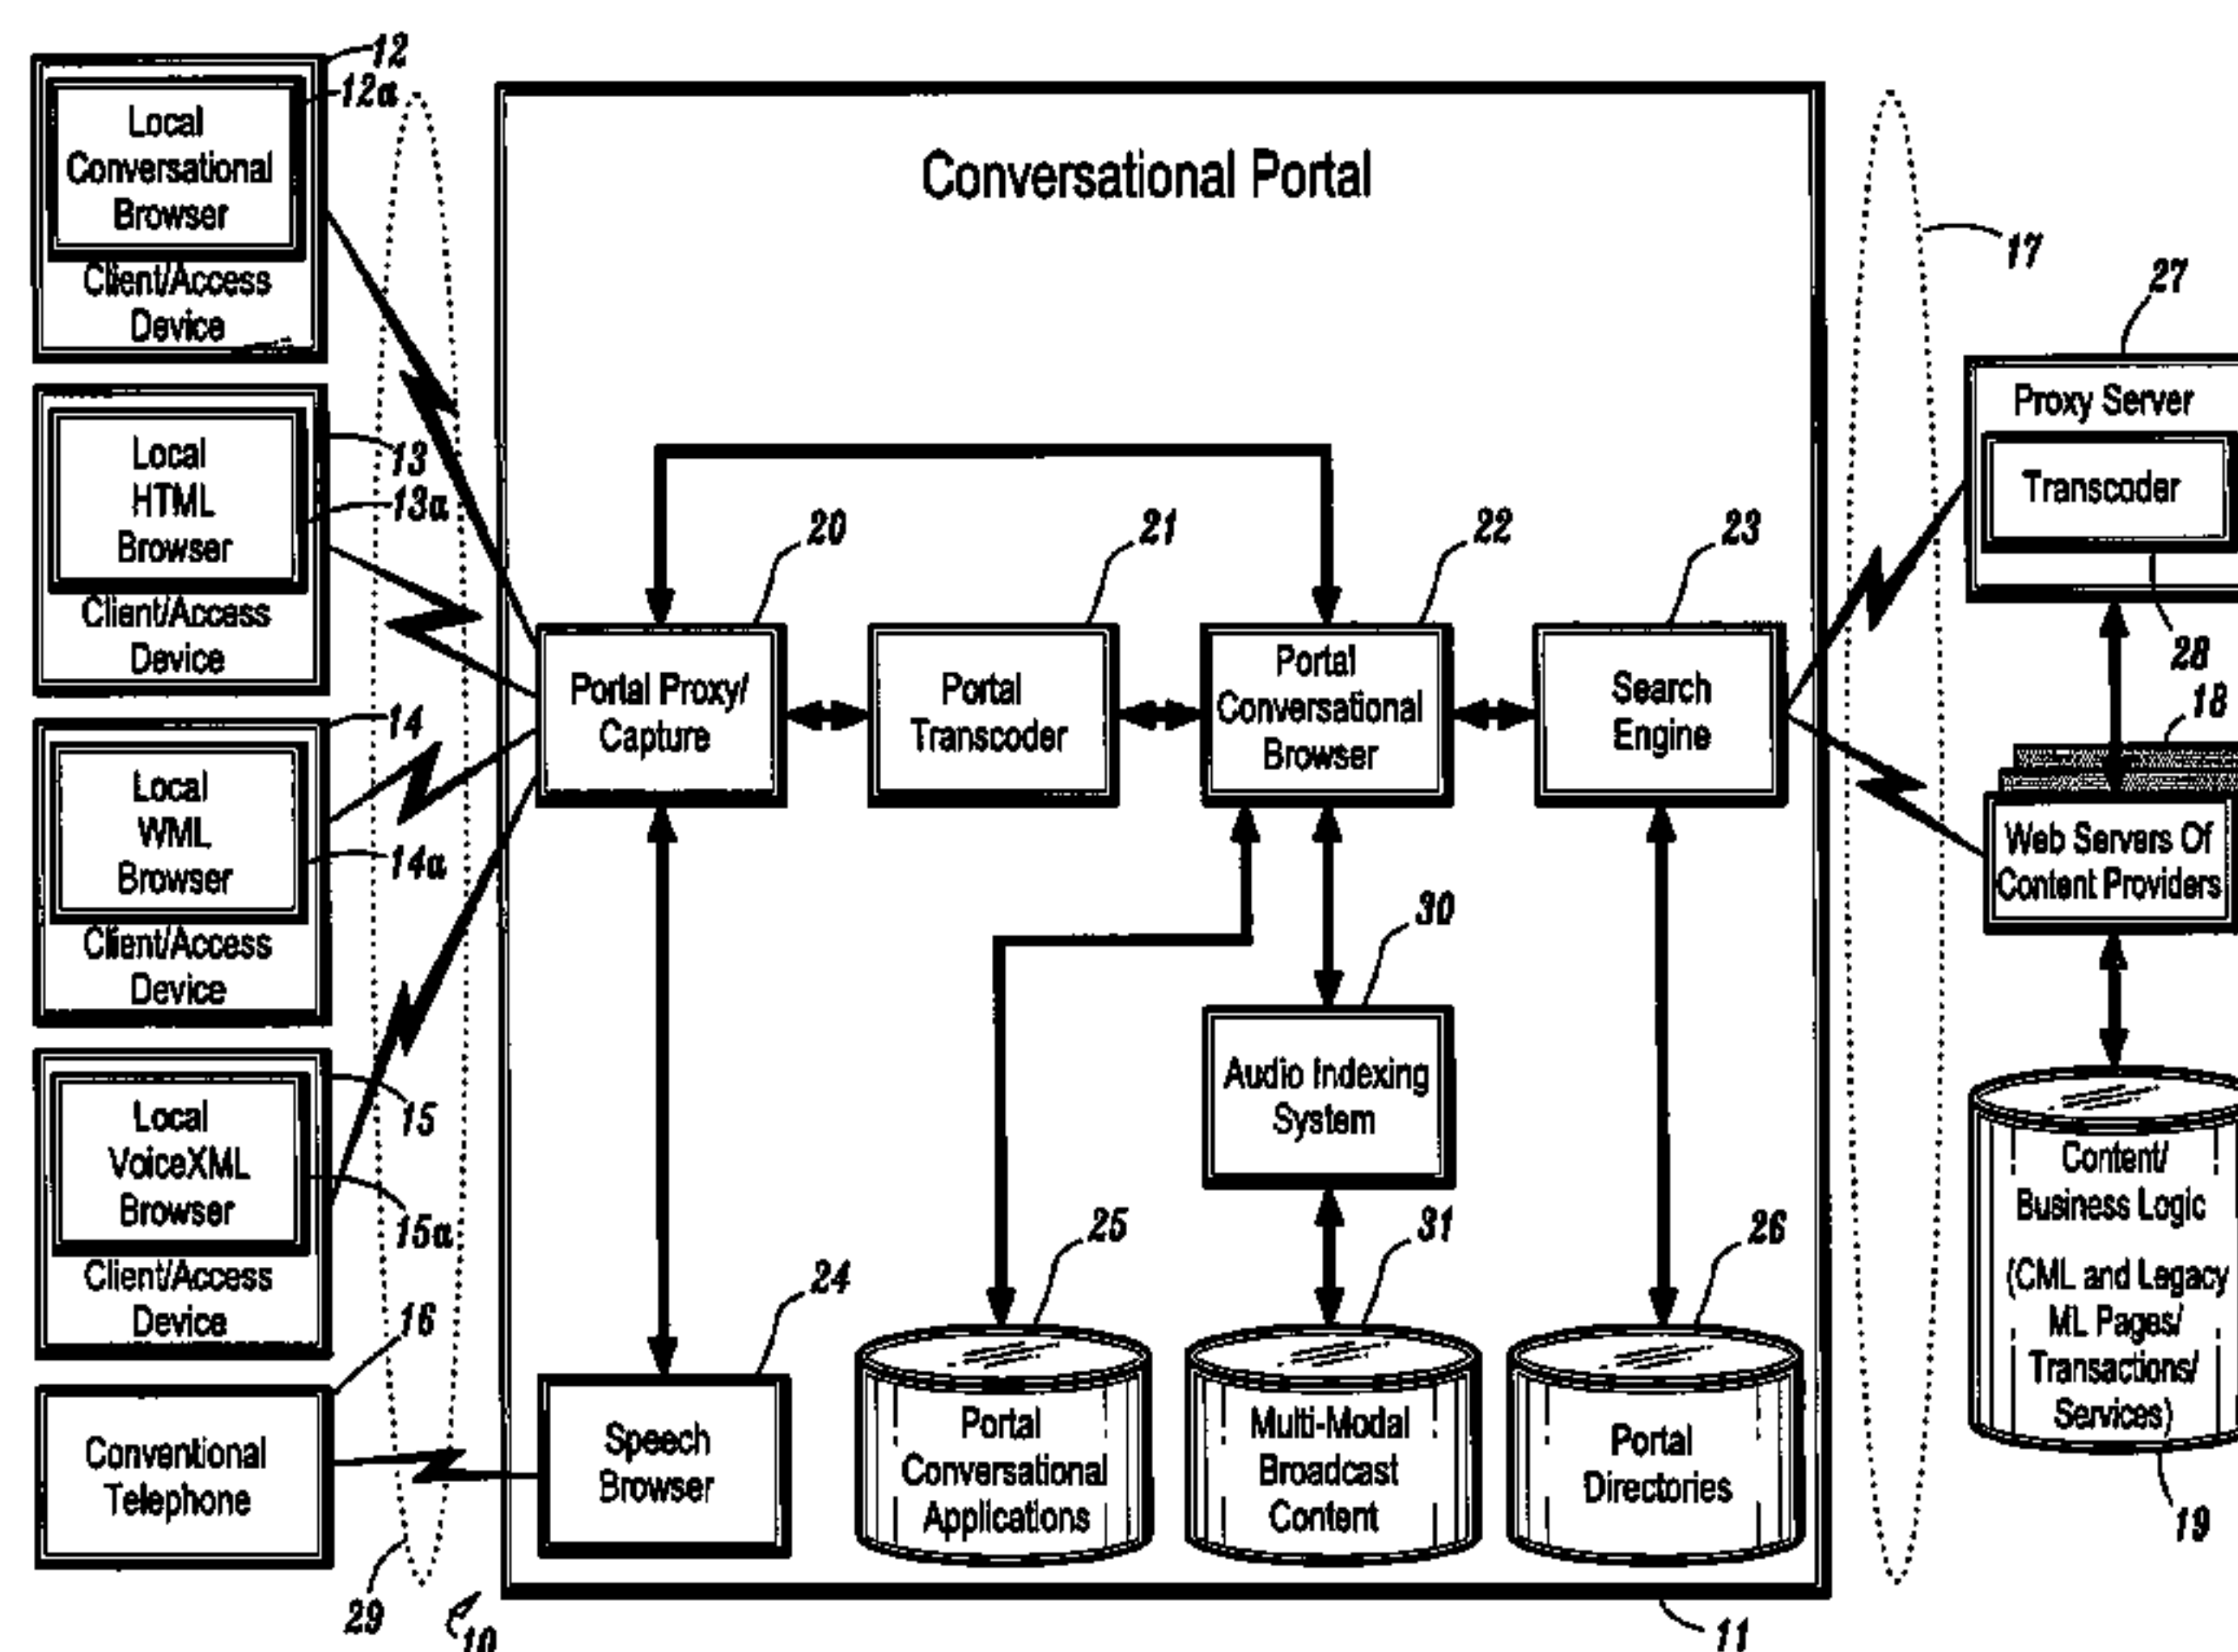 12
12a
Local
Conversational
Browser
Client/Access
Device
13
13a
Local
HTML
Browser
Client/Access
Device
14
14a
Local
WML
Browser
Client/Access
Device
15
15a
Local
VoiceXML
Browser
Client/Access
Device
16
Conventional
Telephone
29
10
Conversational Portal
11
20
Portal Proxy/
Capture
21
Portal
Transcoder
22
Portal
Conversational
Browser
23
Search
Engine
24
Speech
Browser
30
Audio Indexing
System
25
Portal
Conversational
Applications
31
Multi-Modal
Broadcast
Content
26
Portal
Directories
17
27
Proxy Server
Transcoder
28
18
Web Servers Of
Content Providers
Content/
Business Logic
(CML and Legacy
ML Pages/
Transactions/
Services)
19